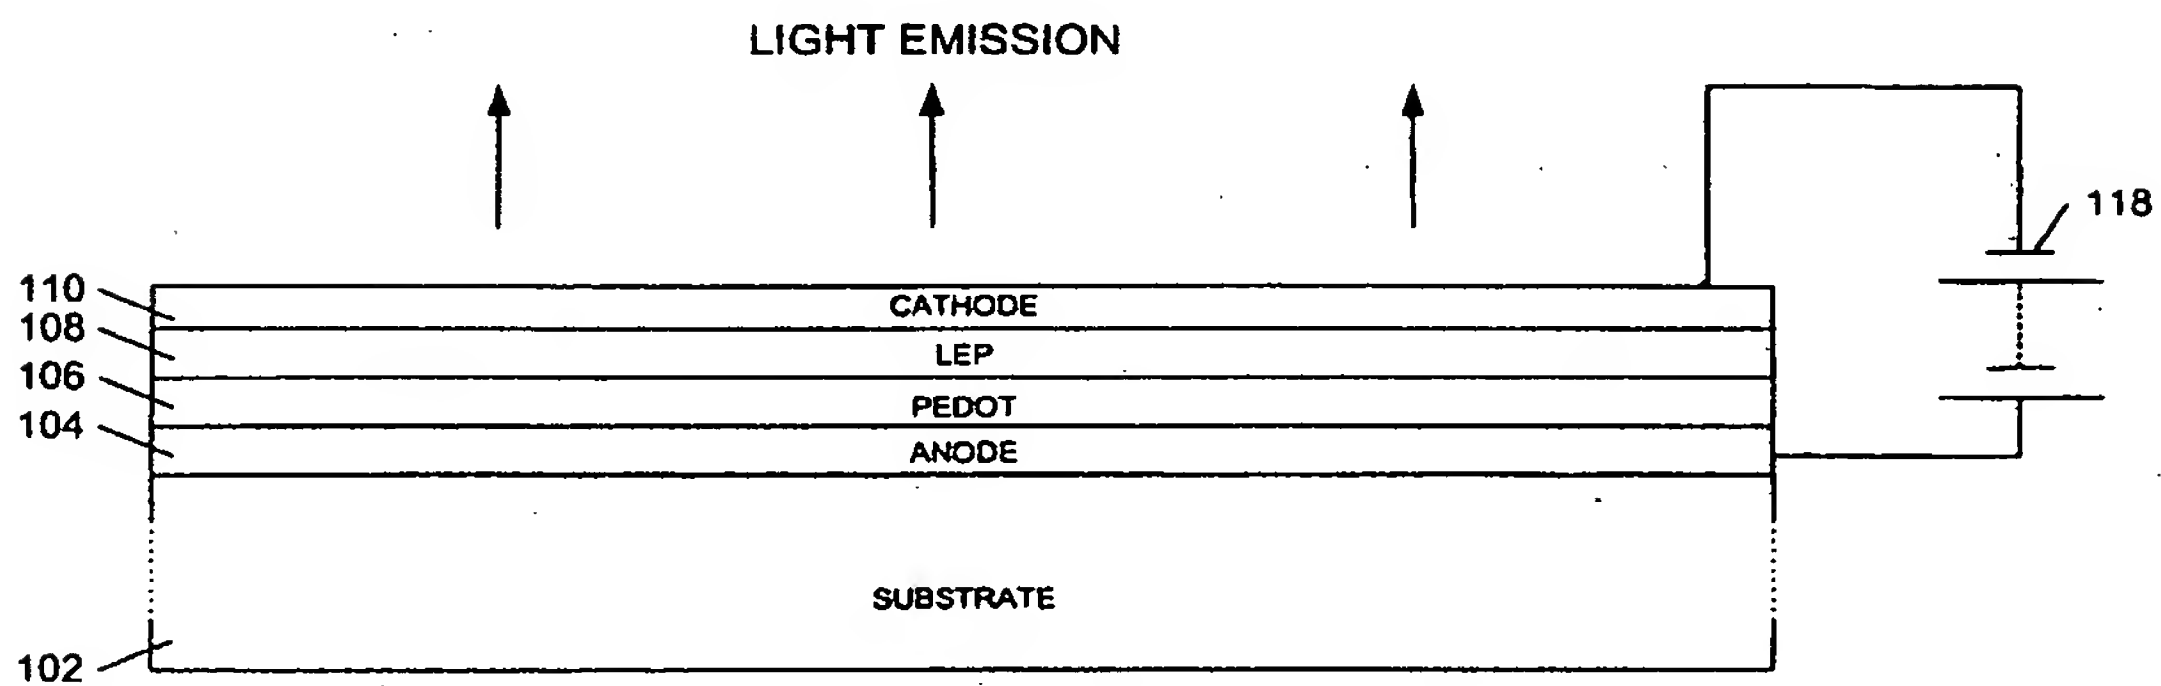 LIGHT EMISSION
118
110
CATHODE
108
LEP
106
PEDOT
104
ANODE
SUBSTRATE
102